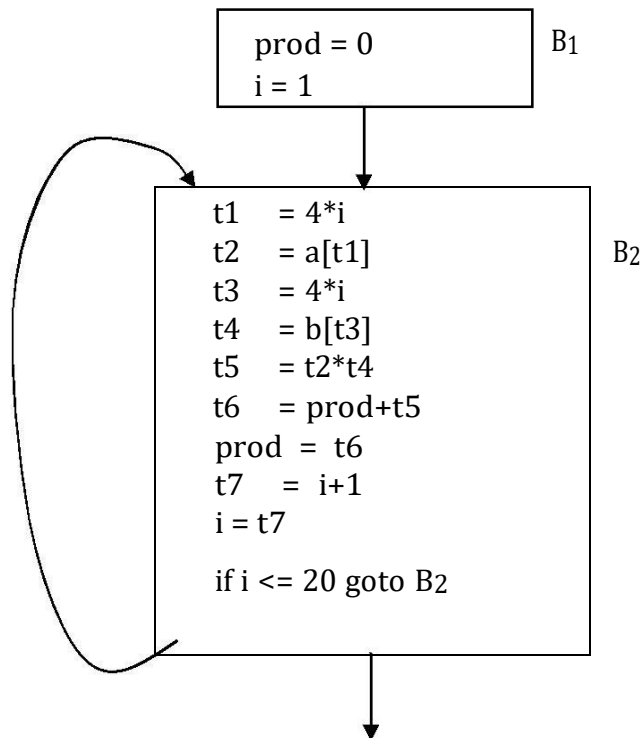 prod = 0
i = 1
B1
t1 = 4*i
t2 = a[t1]
t3 = 4*i
t4 = b[t3]
t5 = t2*t4
t6 = prod+t5
prod = t6
t7 = i+1
i = t7
if i <= 20 goto B2
B2